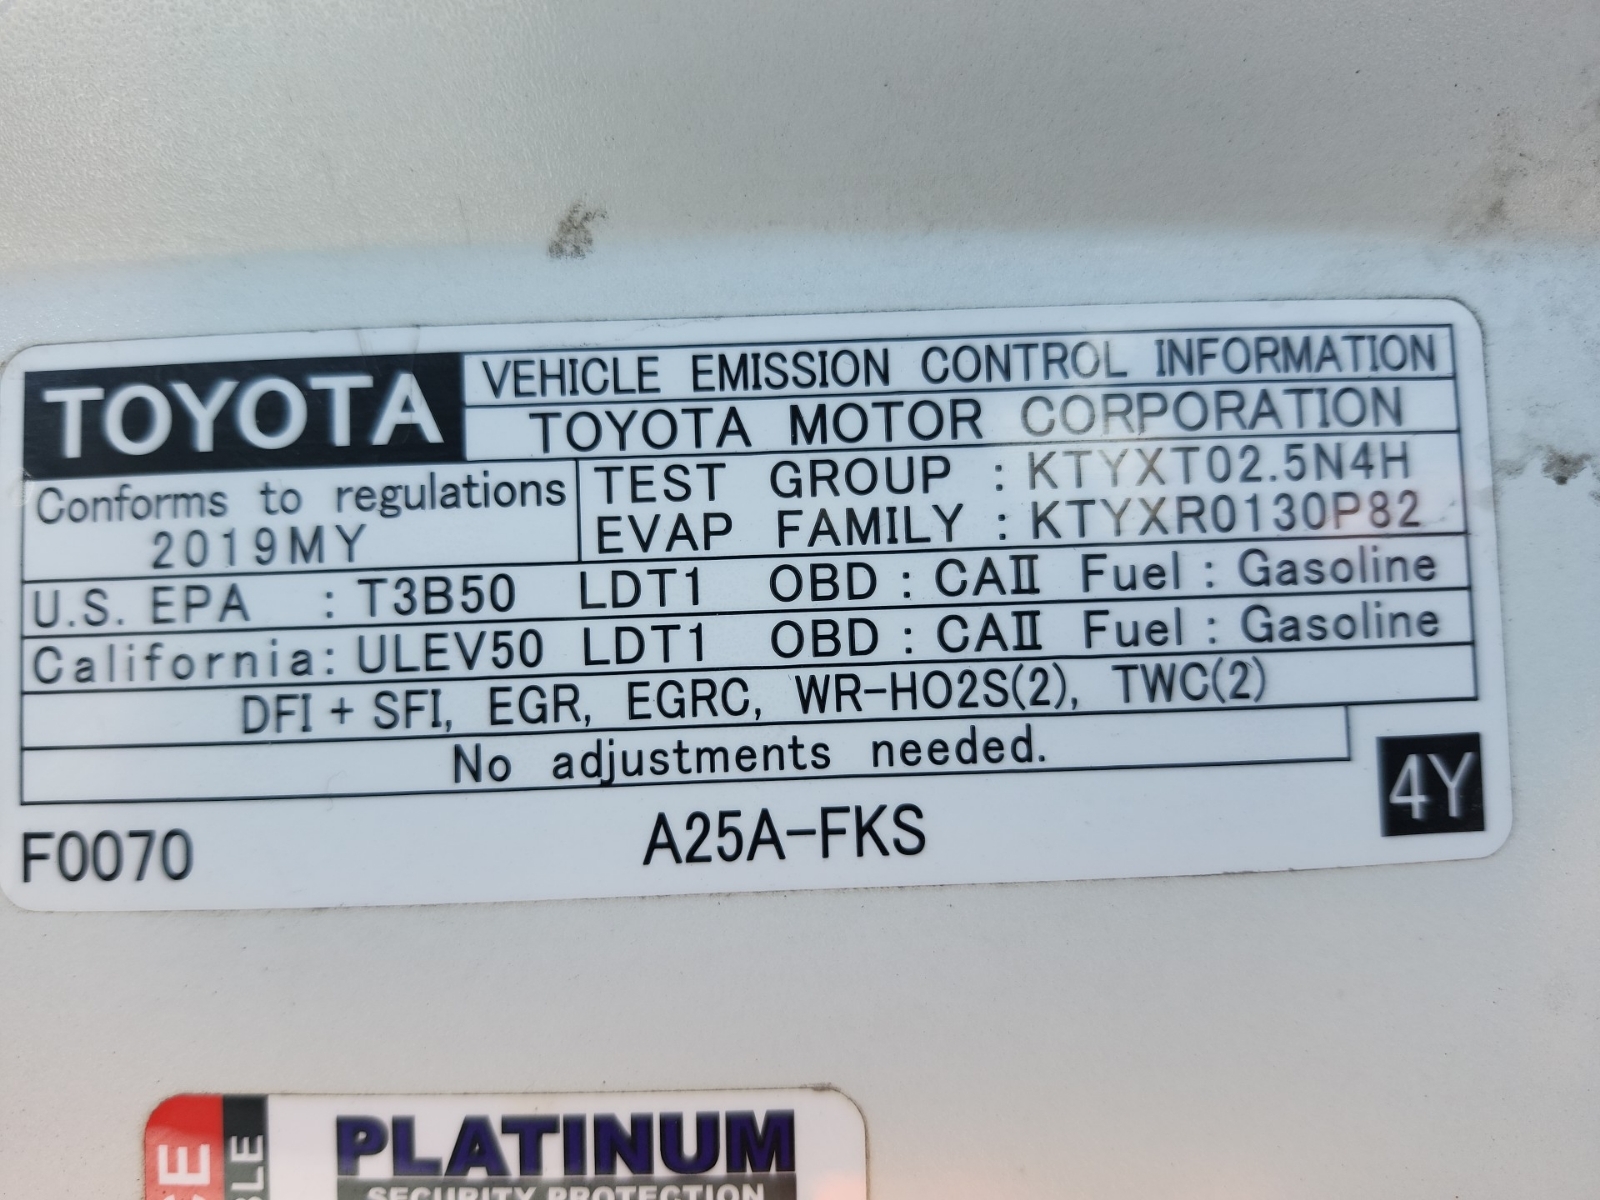 TOYOTA
VEHICLE EMISSION CONTROL INFORMATION
TOYOTA MOTOR CORPORATION
Conforms to regulations
2019MY
TEST GROUP : KTYXT02.5N4H
EVAP FAMILY : KTYXR0130P82
U.S. EPA : T3B50 LDT1 OBD : CAII Fuel : Gasoline
California: ULEV50 LDT1 OBD : CAII Fuel : Gasoline
DFI + SFI, EGR, EGRC, WR-HO2S(2), TWC(2)
No adjustments needed.
4Y
F0070
A25A-FKS
PLATINUM
SECURITY PROTECTION